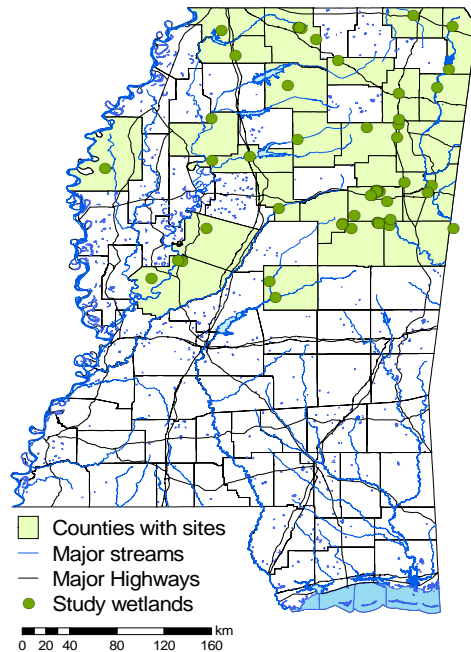 Counties with sites
Major streams
Major Highways
Study wetlands
km
0 20 40 80 120 160